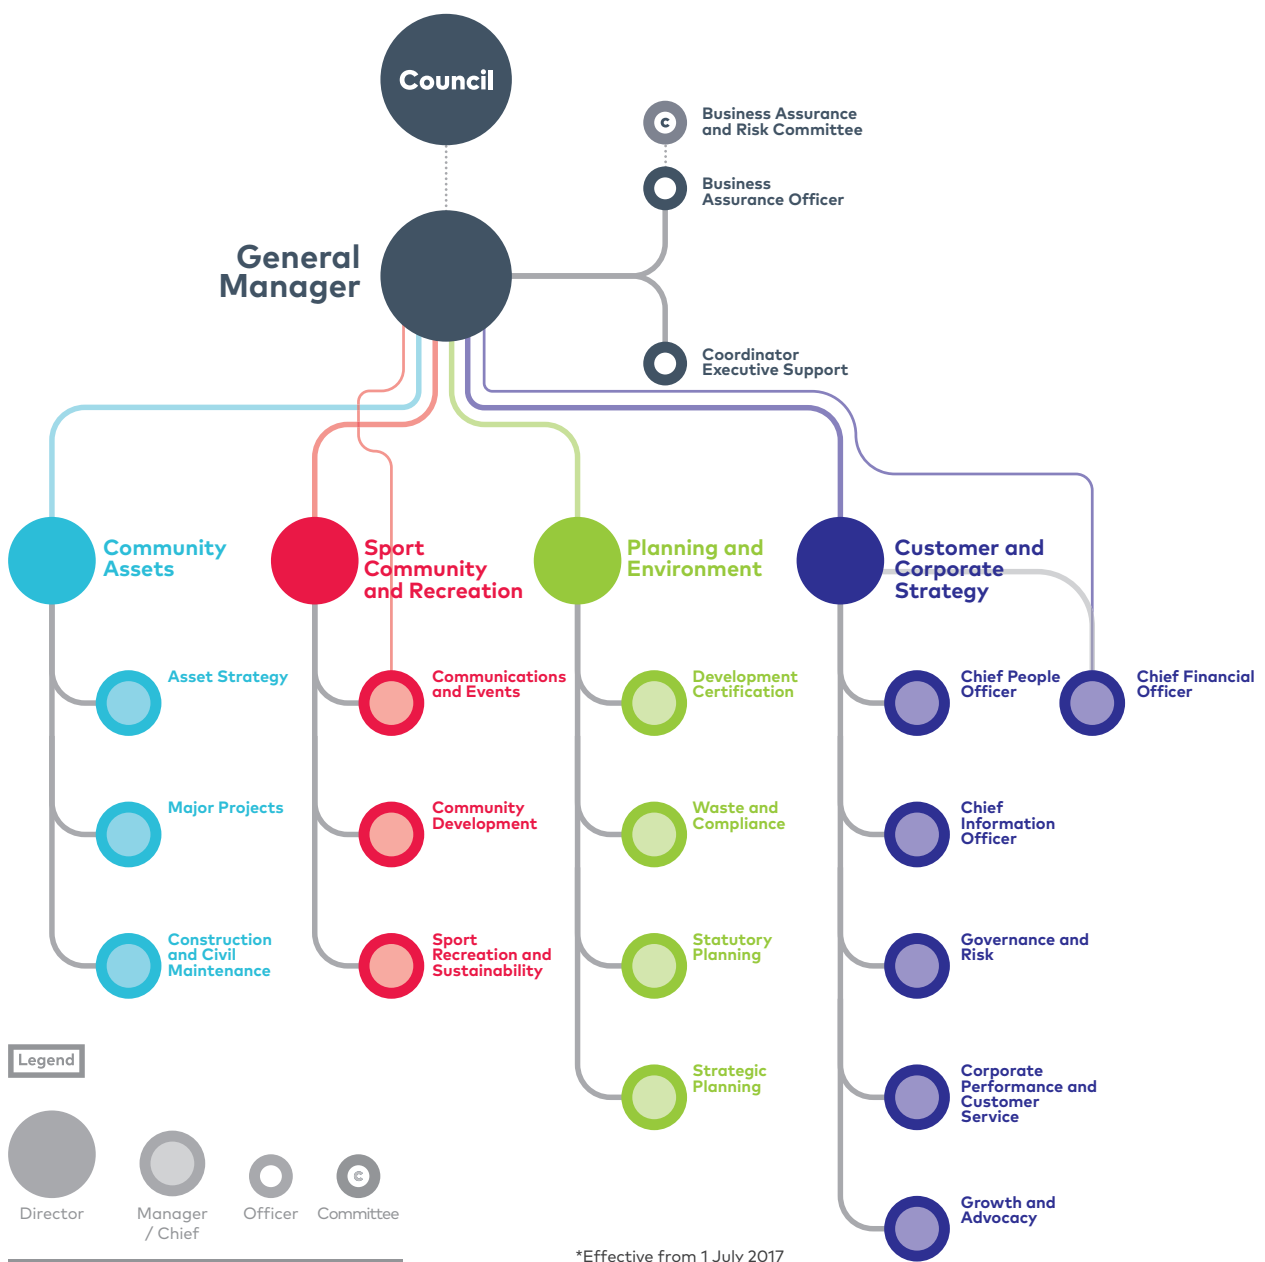 Council
C
Business Assurance
and Risk Committee
Business
Assurance Officer
General
Manager
Coordinator
Executive Support
Community
Assets
Sport
Community
and Recreation
Planning and
Environment
Customer and
Corporate
Strategy
Asset Strategy
Communications
and Events
Development
Certification
Chief People
Officer
Chief Financial
Officer
Major Projects
Community
Development
Waste and
Compliance
Chief
Information
Officer
Construction
and Civil
Maintenance
Sport
Recreation and
Sustainability
Statutory
Planning
Governance and
Risk
Strategic
Planning
Corporate
Performance and
Customer
Service
Growth and
Advocacy
Legend
C
Director
Manager
/ Chief
Officer
Committee
*Effective from 1 July 2017